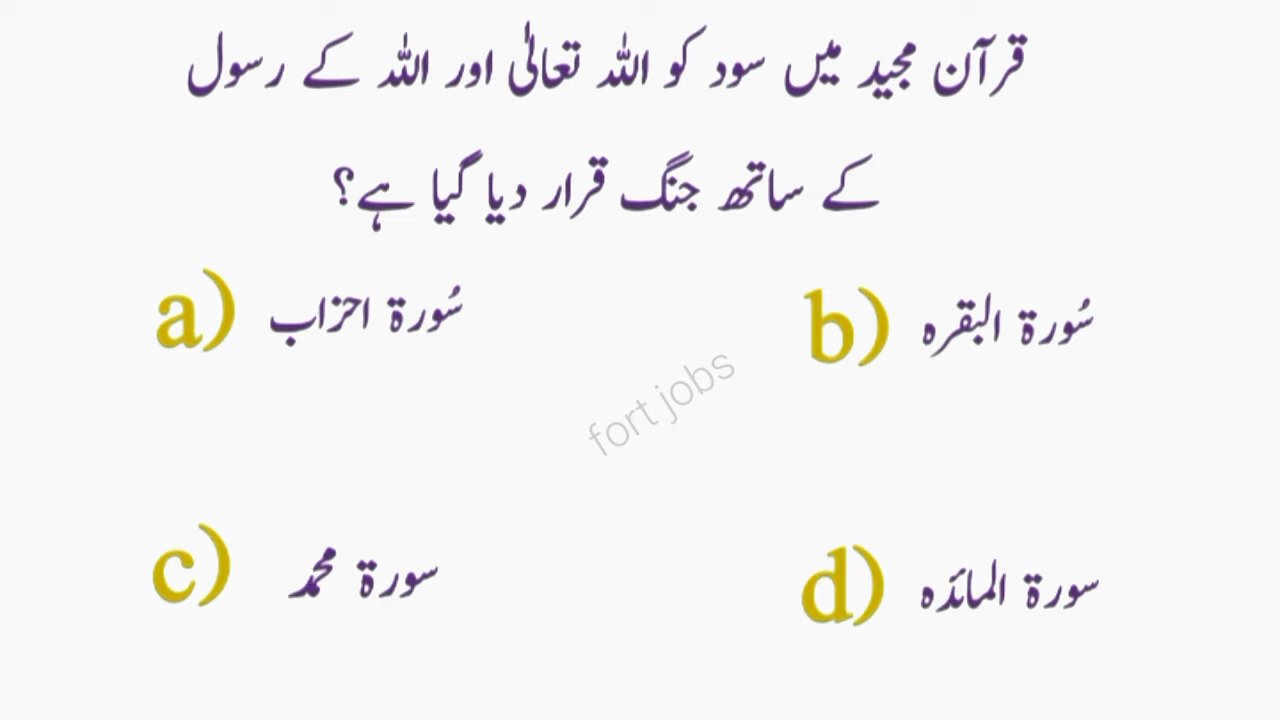 قرآن مجید میں سود کو اللہ تعالٰی اور اللہ کے رسول
کے ساتھ جنگ قرار دیا گیا ہے؟
a) سُورۃ احزاب
b) سُورۃ البقرہ
fort jobs
c) سورۃ محمد
d) سورۃ المائدہ